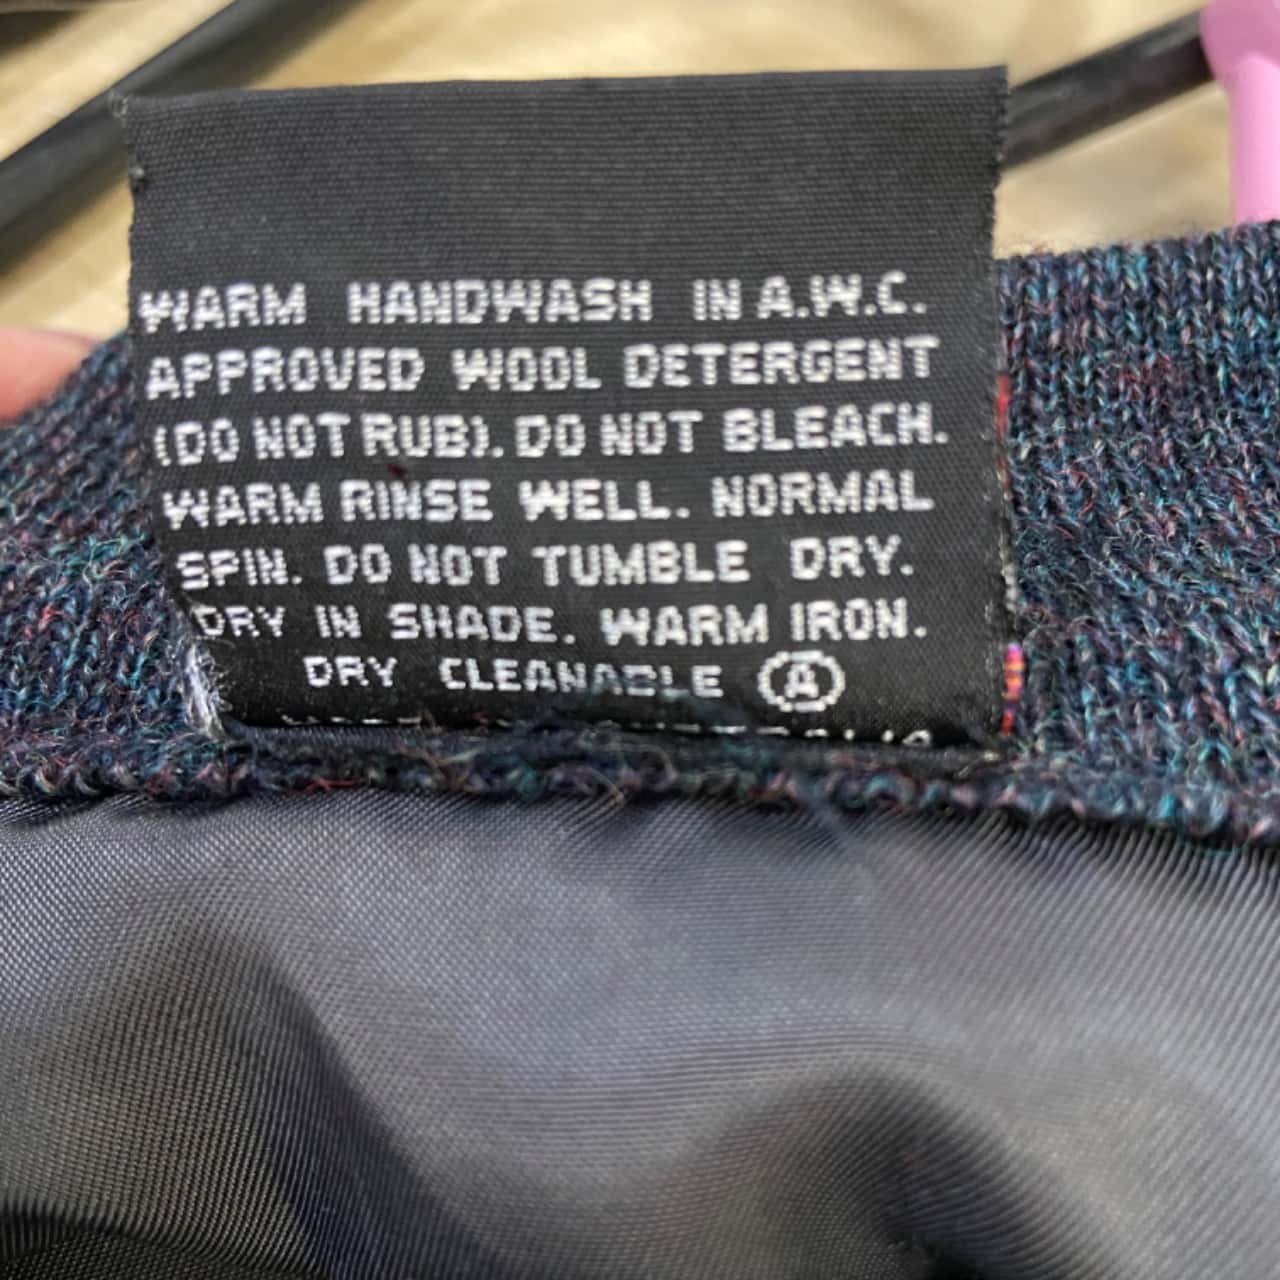 WARM HANDWASH IN A.W.C.
APPROVED WOOL DETERGENT
(DO NOT RUB). DO NOT BLEACH.
WARM RINSE WELL. NORMAL
SPIN. DO NOT TUMBLE DRY.
DRY IN SHADE. WARM IRON.
DRY CLEANABLE Ⓐ